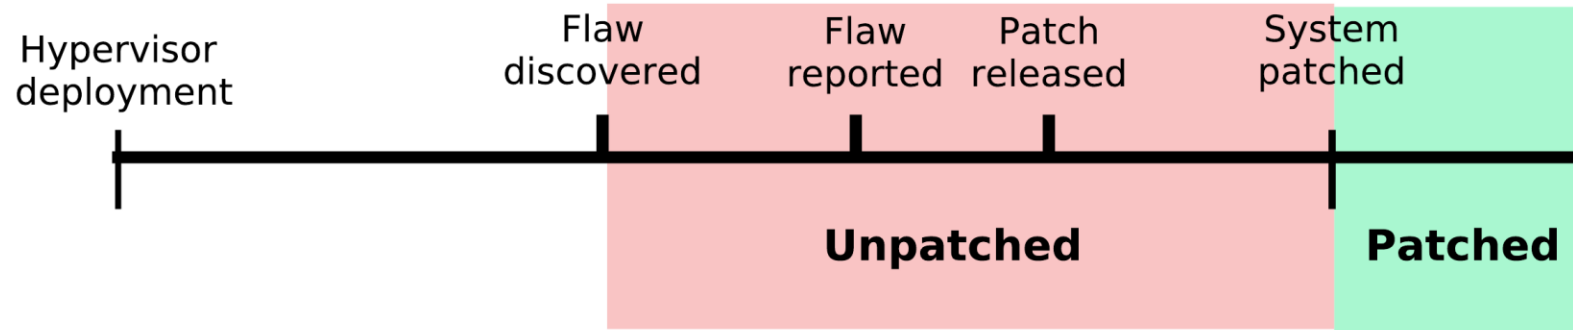 Hypervisor
deployment
Flaw
discovered
Flaw
reported
Patch
released
System
patched
Unpatched
Patched